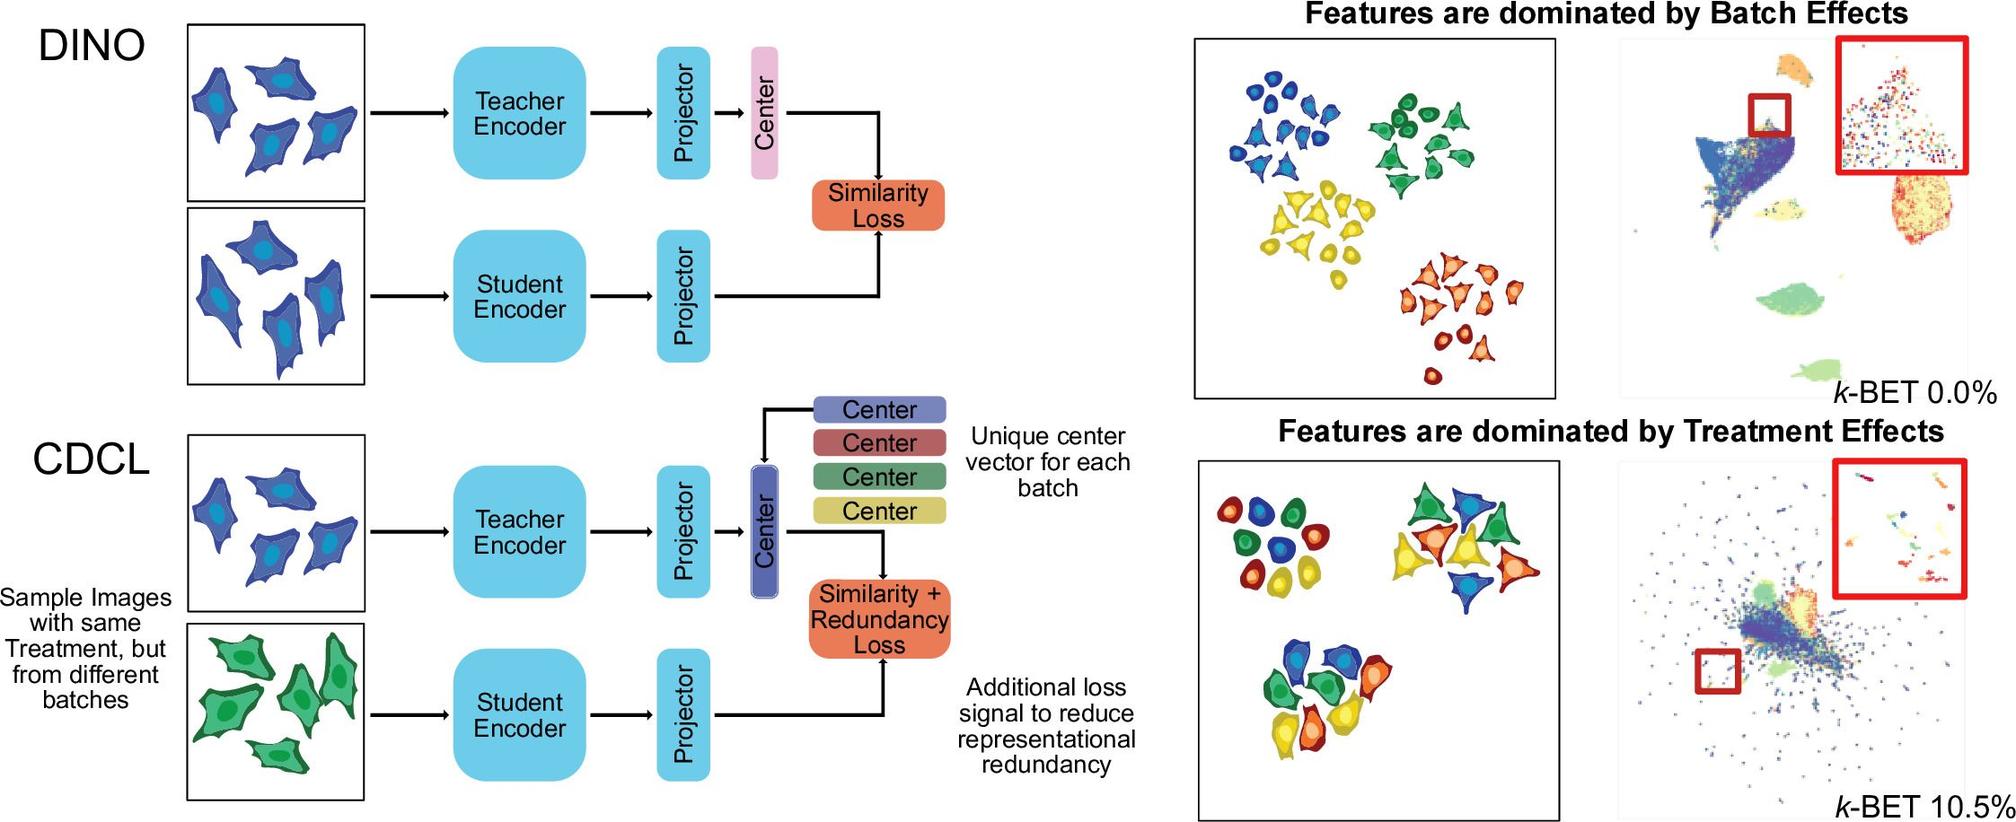 DINO
Teacher
Encoder
Projector
Center
Similarity
Loss
Student
Encoder
Projector
Features are dominated by Batch Effects
k-BET 0.0%
CDCL
Sample Images
with same
Treatment, but
from different
batches
Teacher
Encoder
Projector
Center
Center
Center
Center
Center
Unique center
vector for each
batch
Similarity +
Redundancy
Loss
Student
Encoder
Projector
Additional loss
signal to reduce
representational
redundancy
Features are dominated by Treatment Effects
k-BET 10.5%